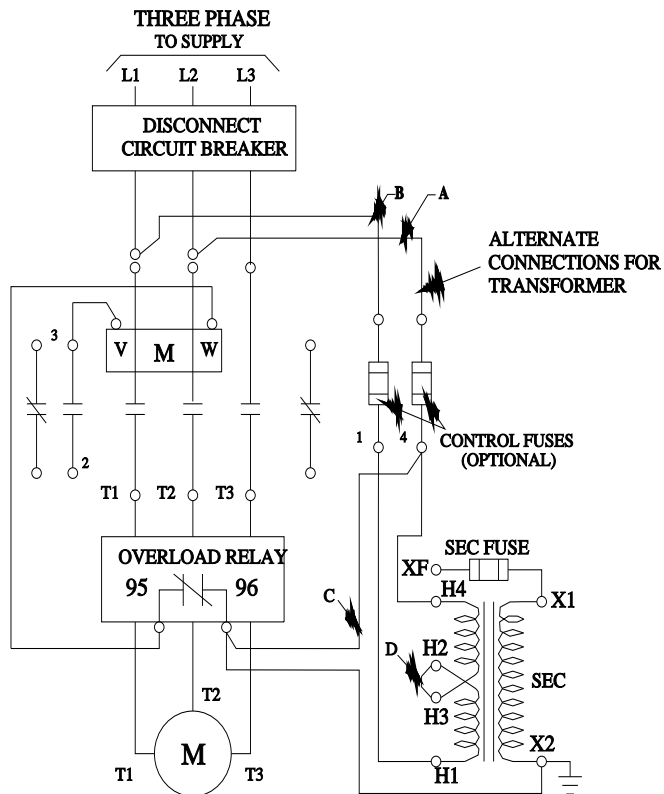 THREE PHASE
TO SUPPLY
L1 L2 L3
DISCONNECT
CIRCUIT BREAKER
B A
ALTERNATE
CONNECTIONS FOR
TRANSFORMER
3 V M W
1 4 CONTROL FUSES
(OPTIONAL)
2
T1 T2 T3
OVERLOAD RELAY
95 96
SEC FUSE
XF
H4 X1
C
D H2
SEC
H3
T2
M
T1 T3
H1 X2